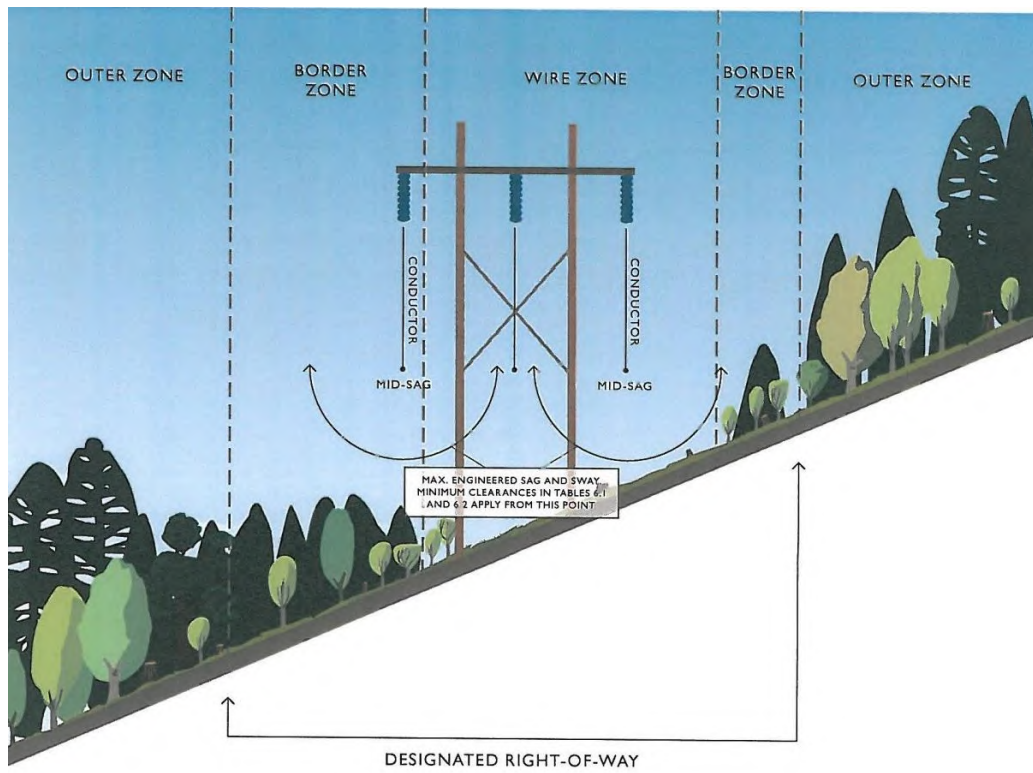 OUTER ZONE
BORDER
ZONE
WIRE ZONE
BORDER
ZONE
OUTER ZONE
CONDUCTOR
CONDUCTOR
MID-SAG
MID-SAG
MAX. ENGINEERED SAG AND SWAY
MINIMUM CLEARANCES IN TABLES 6.1
AND 6.2 APPLY FROM THIS POINT
DESIGNATED RIGHT-OF-WAY